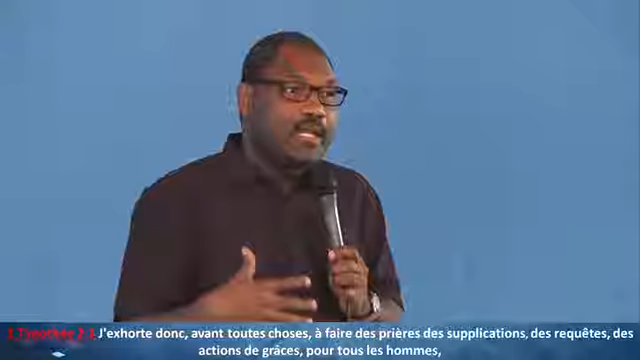 1 Timothée 2:1 J'exhorte donc, avant toutes choses, à faire des prières des supplications, des requêtes, des
actions de grâces, pour tous les hommes,